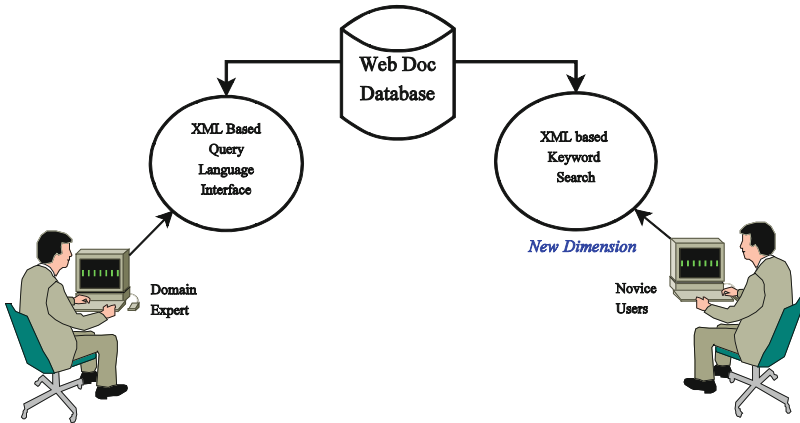 Web Doc
Database
XML Based
Query
Language
Interface
XML based
Keyword
Search
New Dimension
Domain
Expert
Novice
Users